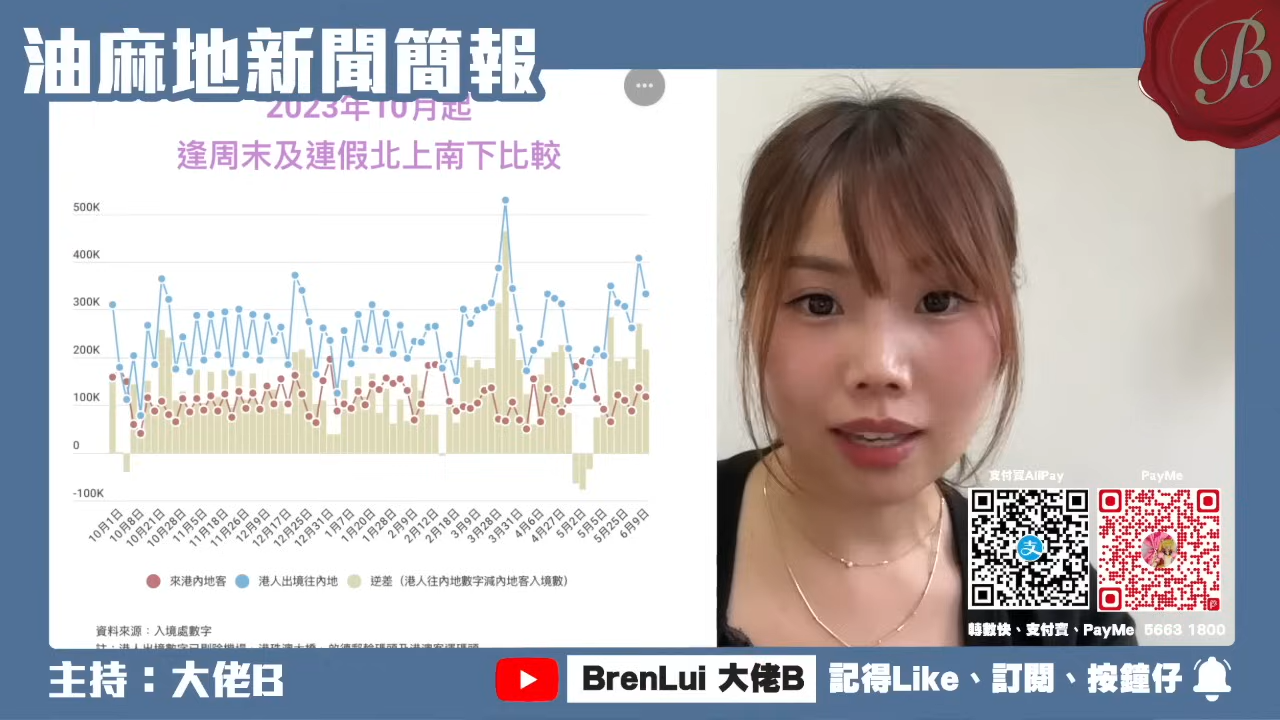 油麻地新聞簡報
B
2023年10月起
逢周末及連假北上南下比較
500K
400K
300K
200K
100K
0
-100K
10月1日
10月8日
10月21日
10月28日
11月5日
11月18日
11月26日
12月9日
12月17日
12月25日
12月31日
1月7日
1月20日
1月28日
2月9日
2月12日
2月18日
3月9日
3月28日
3月31日
4月6日
4月27日
5月2日
5月5日
5月25日
6月9日
來港內地客
港人出境往內地
逆差（港人往內地數字減內地客入境數）
資料來源：入境處數字
支付寶AliPay
PayMe
支
轉數快、支付寶、PayMe 5663 1800
主持：大佬B
BrenLui 大佬B
記得Like、訂閱、按鐘仔